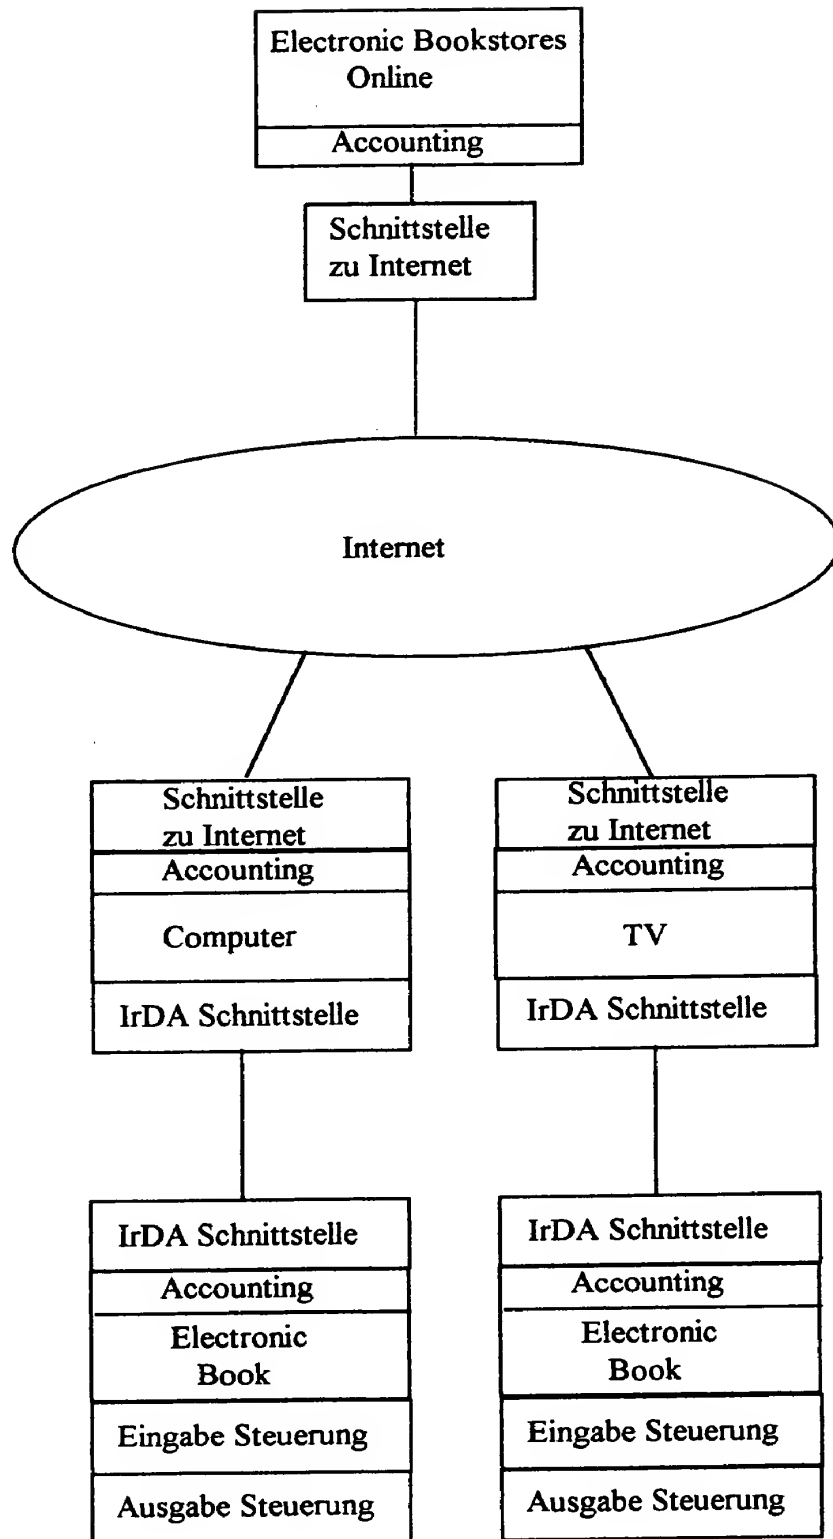 Electronic Bookstores
Online
Accounting
Schnittstelle
zu Internet
Internet
Schnittstelle
zu Internet
Accounting
Computer
IrDA Schnittstelle
Schnittstelle
zu Internet
Accounting
TV
IrDA Schnittstelle
IrDA Schnittstelle
Accounting
Electronic
Book
Eingabe Steuerung
Ausgabe Steuerung
IrDA Schnittstelle
Accounting
Electronic
Book
Eingabe Steuerung
Ausgabe Steuerung